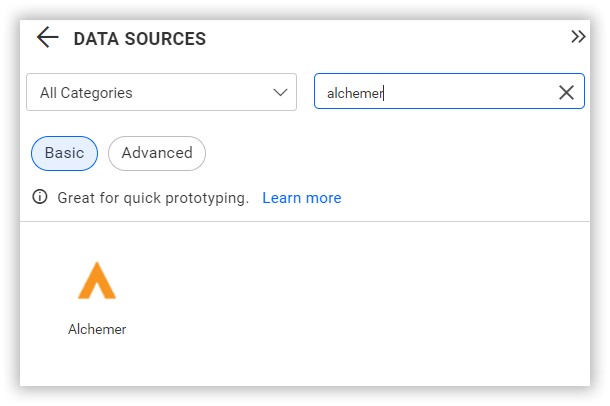 DATA SOURCES
All Categories
alchemer
Basic
Advanced
Great for quick prototyping. Learn more
Alchemer